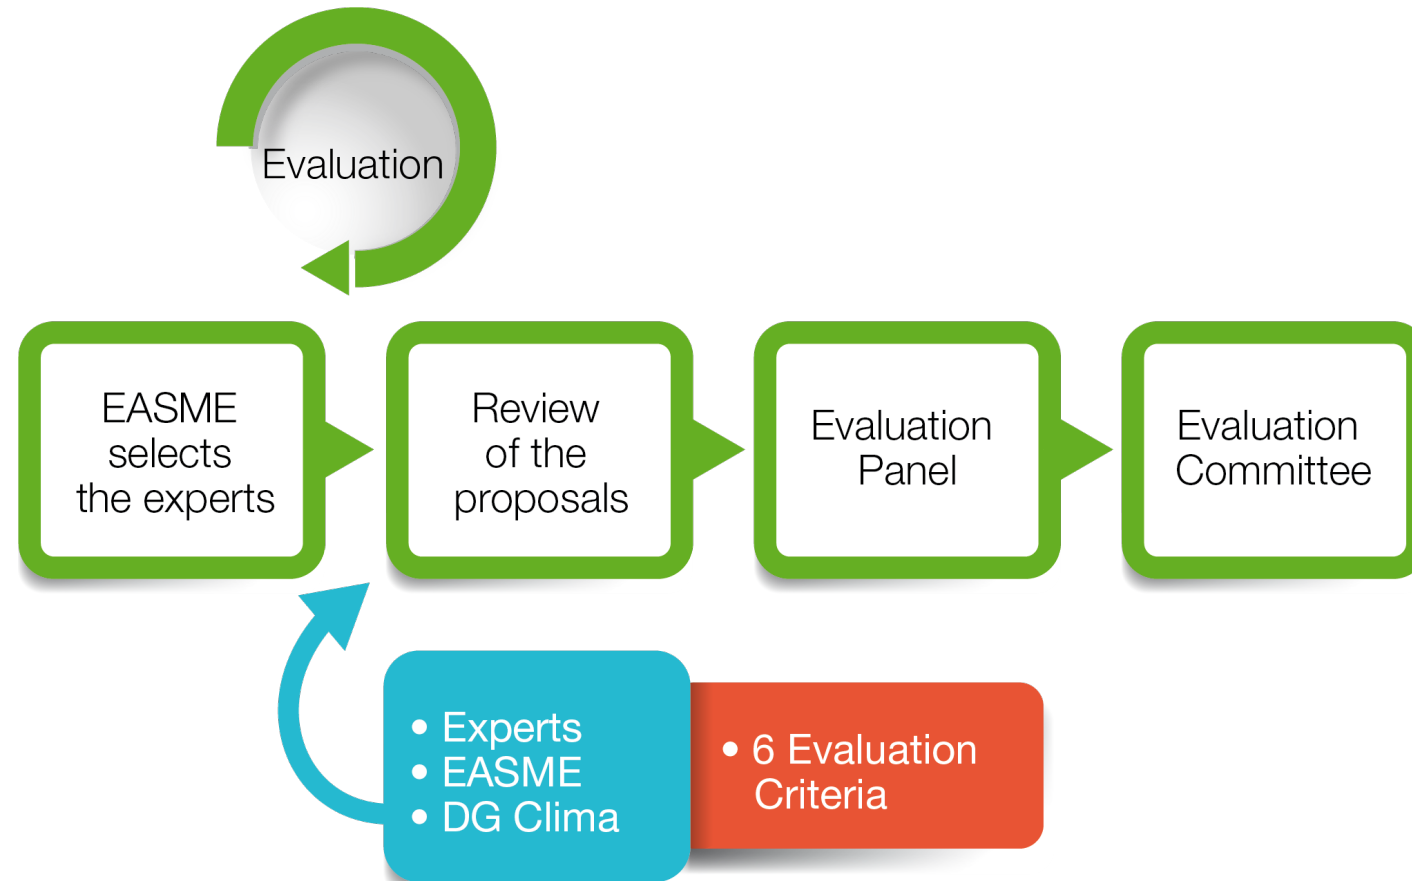 Evaluation
EASME
selects
the experts
Review
of the
proposals
Evaluation
Panel
Evaluation
Committee
• Experts
• EASME
• DG Clima
• 6 Evaluation
Criteria